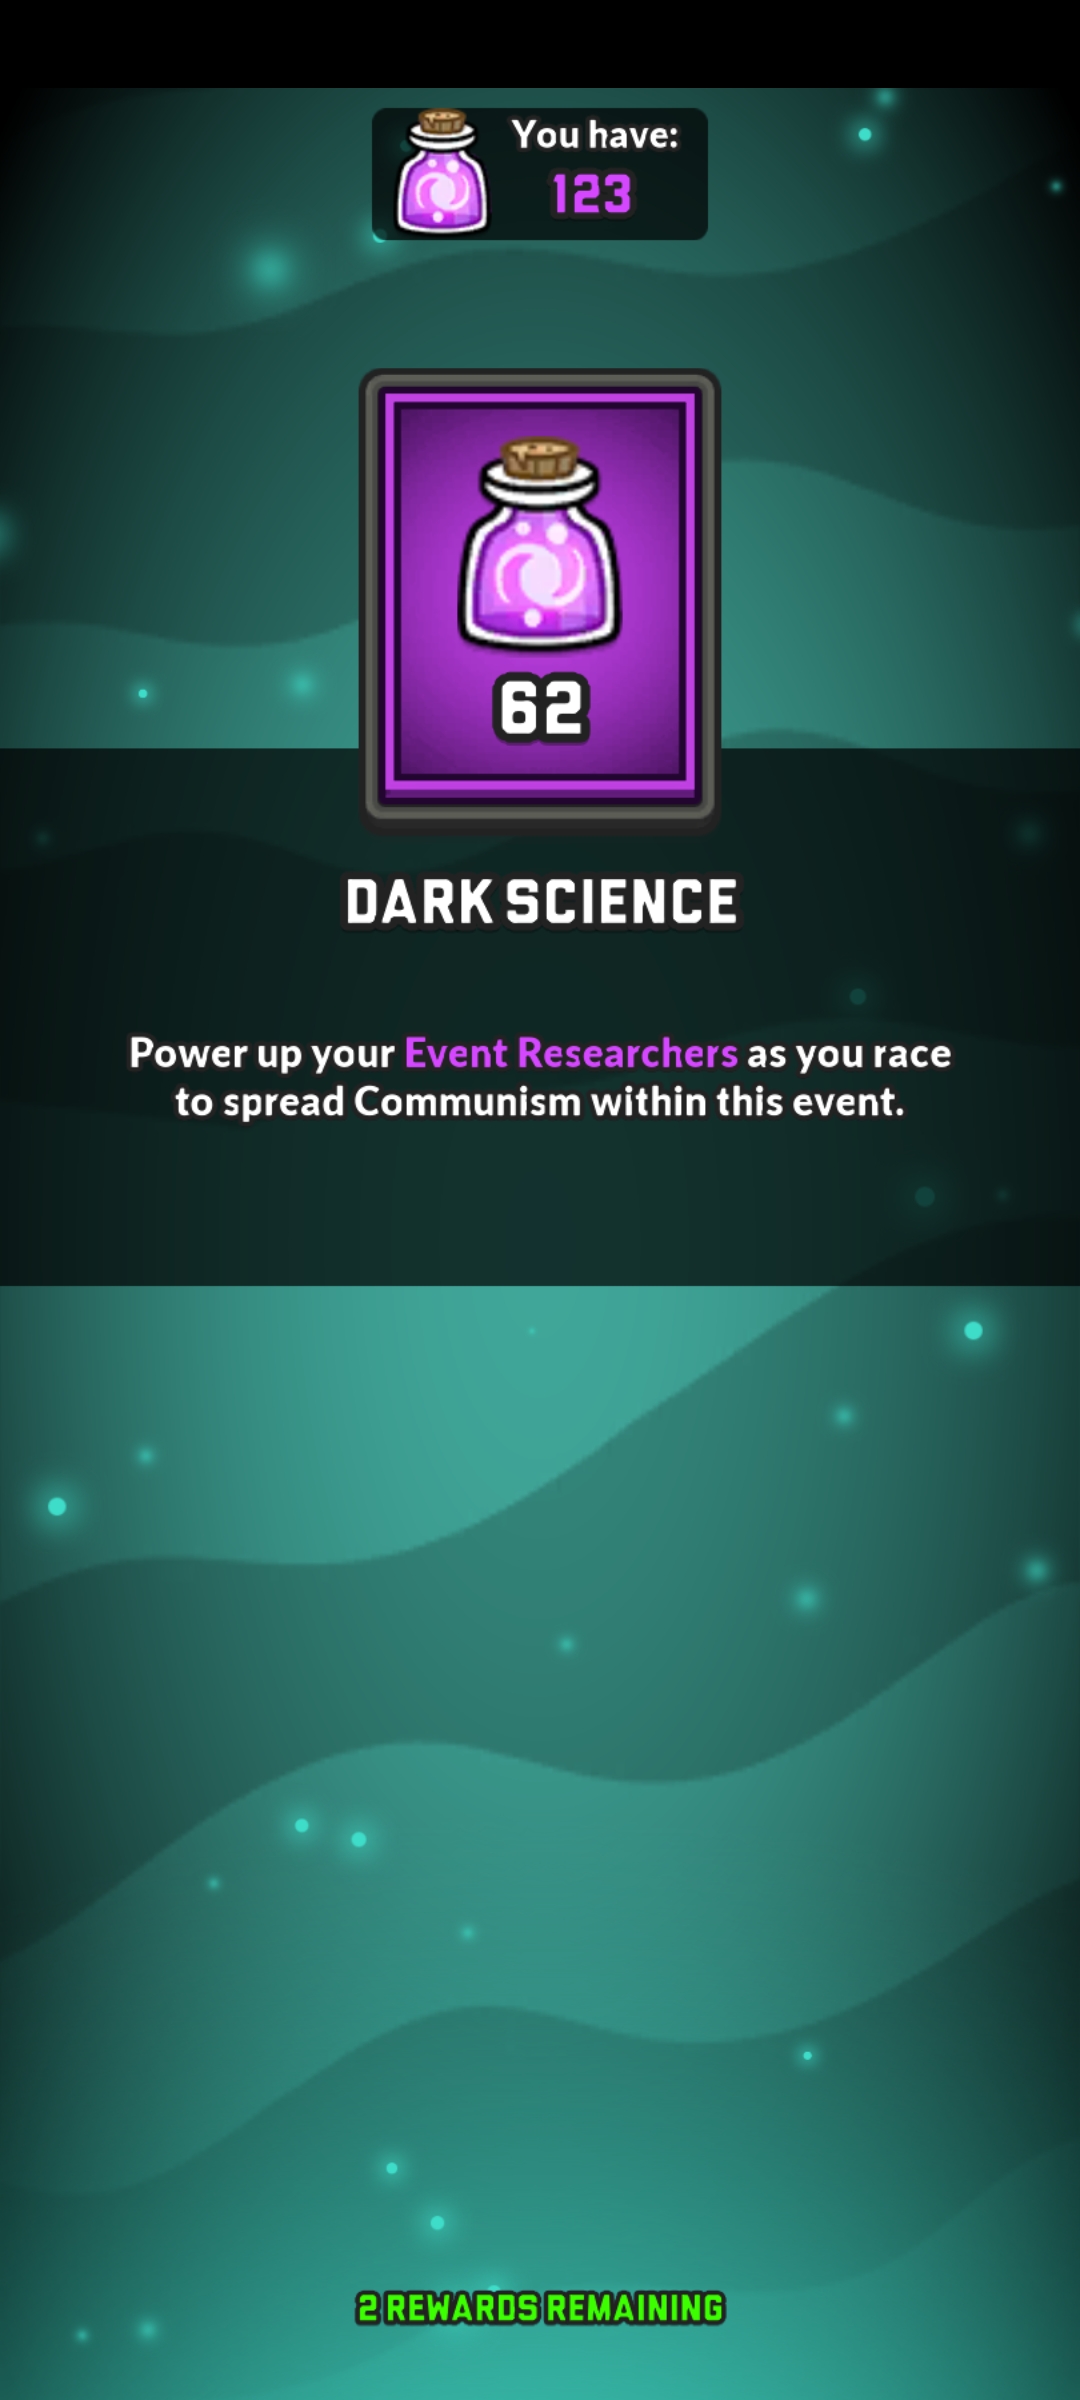 You have:
123
62
DARK SCIENCE
Power up your Event Researchers as you race
to spread Communism within this event.
2 REWARDS REMAINING